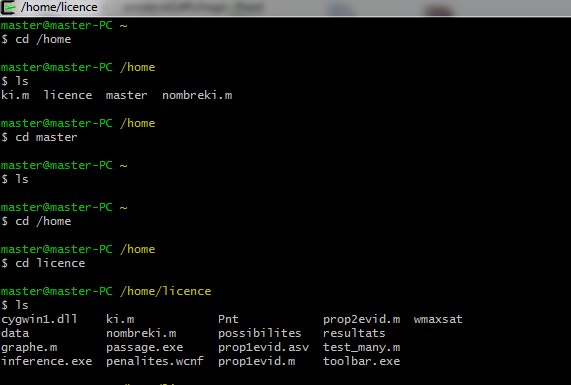 /home/licence
master@master-PC ~
$ cd /home
master@master-PC /home
$ ls
ki.m licence master nombreki.m
master@master-PC /home
$ cd master
master@master-PC ~
$ ls
master@master-PC ~
$ cd /home
master@master-PC /home
$ cd licence
master@master-PC /home/licence
$ ls
cygwin1.dll ki.m Pnt prop2evid.m wmaxsat
data nombreki.m possibilites resultats
graphe.m passage.exe prop1evid.asv test_many.m
inference.exe penalites.wcnf prop1evid.m toolbar.exe